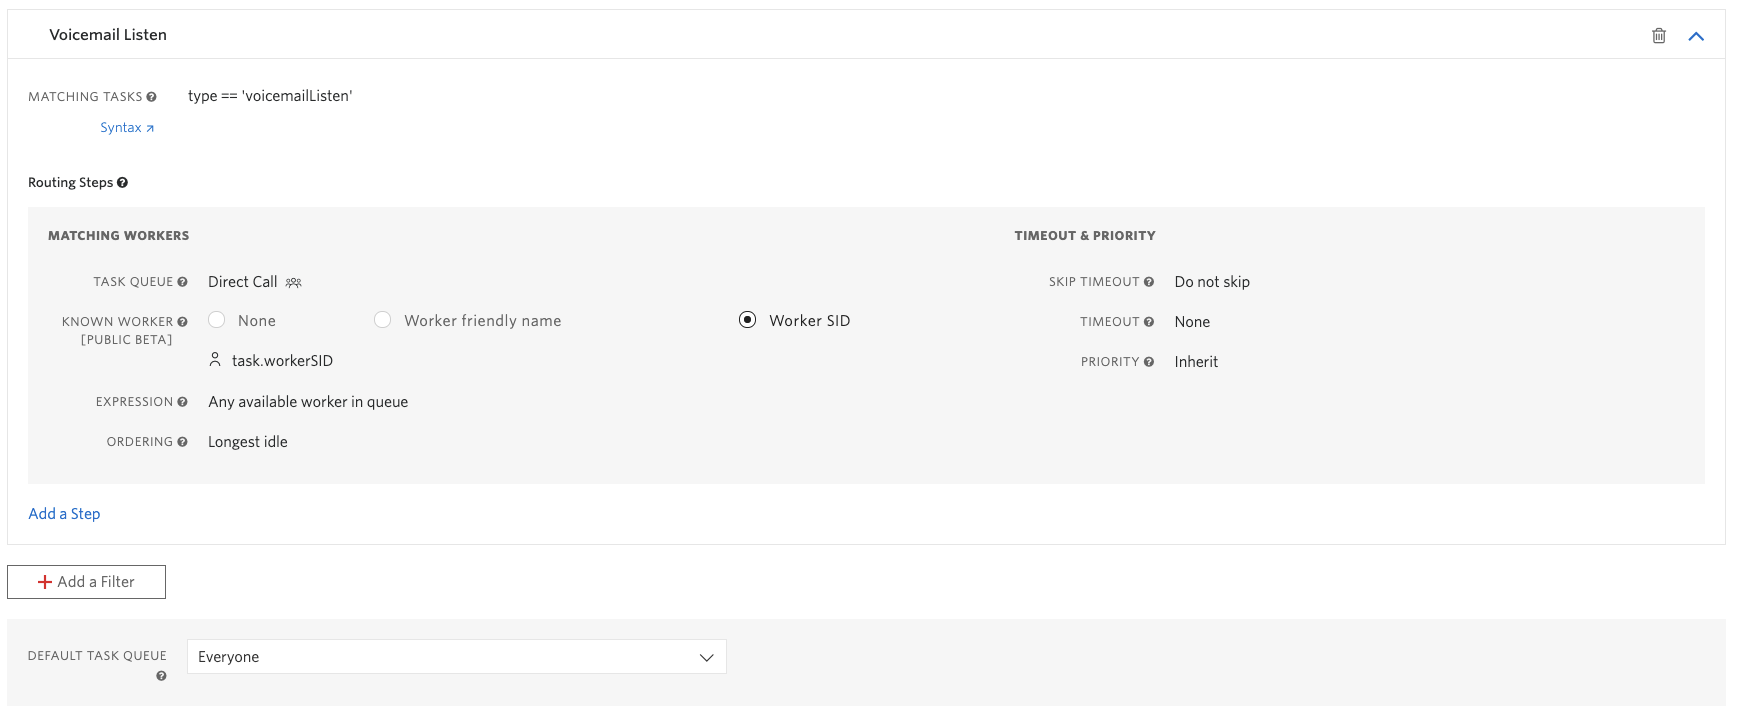 Voicemail Listen
MATCHING TASKS
type == 'voicemailListen'
Syntax
Routing Steps
MATCHING WORKERS
TASK QUEUE
Direct Call
KNOWN WORKER
[PUBLIC BETA]
None
Worker friendly name
Worker SID
task.workerSID
EXPRESSION
Any available worker in queue
ORDERING
Longest idle
TIMEOUT & PRIORITY
SKIP TIMEOUT
Do not skip
TIMEOUT
None
PRIORITY
Inherit
Add a Step
Add a Filter
DEFAULT TASK QUEUE
Everyone